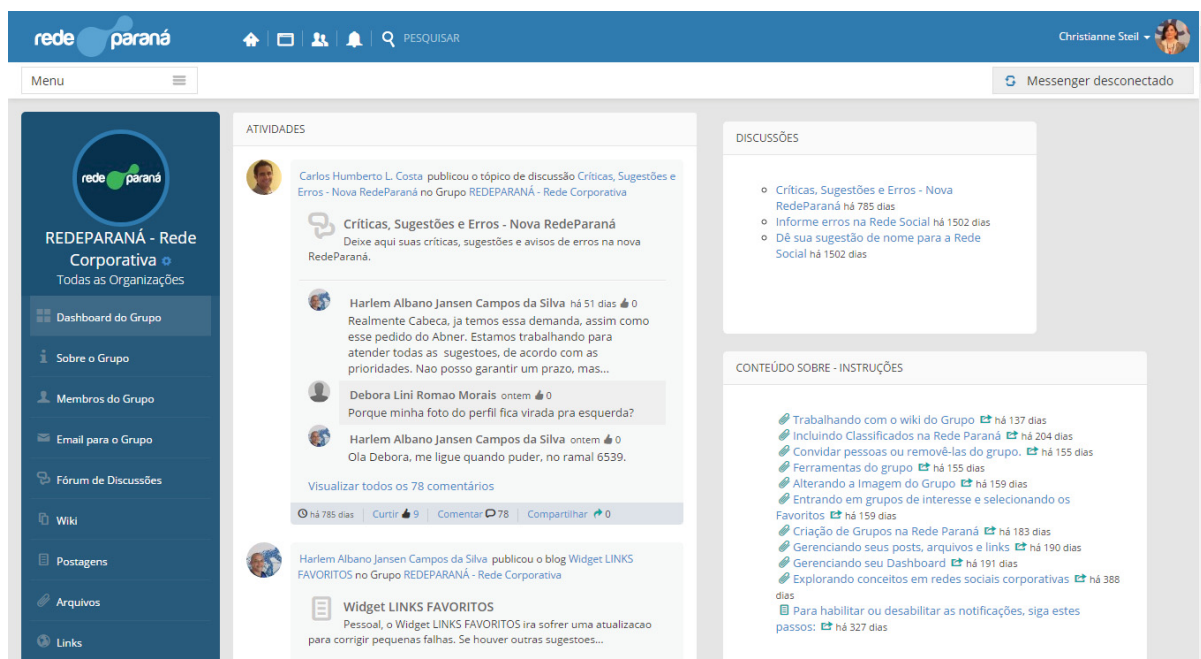 rede paraná
PESQUISAR
Christianne Steil
Menu
Messenger desconectado
rede paraná
REDEPARANÁ - Rede
Corporativa
Todas as Organizações
Dashboard do Grupo
Sobre o Grupo
Membros do Grupo
Email para o Grupo
Fórum de Discussões
Wiki
Postagens
Arquivos
Links
ATIVIDADES
Carlos Humberto L. Costa publicou o tópico de discussão Críticas, Sugestões e
Erros - Nova RedeParaná no Grupo REDEPARANÁ - Rede Corporativa
Críticas, Sugestões e Erros - Nova RedeParaná
Deixe aqui suas críticas, sugestões e avisos de erros na nova
RedeParaná.
Harlem Albano Jansen Campos da Silva há 51 dias 0
Realmente Cabeca, ja temos essa demanda, assim como
esse pedido do Abner. Estamos trabalhando para
atender todas as sugestoes, de acordo com as
prioridades. Nao posso garantir um prazo, mas...
Debora Lini Romao Morais ontem 0
Porque minha foto do perfil fica virada pra esquerda?
Harlem Albano Jansen Campos da Silva ontem 0
Ola Debora, me ligue quando puder, no ramal 6539.
Visualizar todos os 78 comentários
há 785 dias Curtir 9 Comentar 78 Compartilhar 0
Harlem Albano Jansen Campos da Silva publicou o blog Widget LINKS
FAVORITOS no Grupo REDEPARANÁ - Rede Corporativa
Widget LINKS FAVORITOS
Pessoal, o Widget LINKS FAVORITOS ira sofrer uma atualizacao
para corrigir pequenas falhas. Se houver outras sugestoes...
DISCUSSÕES
Críticas, Sugestões e Erros - Nova
RedeParaná há 785 dias
Informe erros na Rede Social há 1502 dias
Dê sua sugestão de nome para a Rede
Social há 1502 dias
CONTEÚDO SOBRE - INSTRUÇÕES
Trabalhando com o wiki do Grupo há 137 dias
Incluindo Classificados na Rede Paraná há 204 dias
Convidar pessoas ou removê-las do grupo. há 155 dias
Ferramentas do grupo há 155 dias
Alterando a Imagem do Grupo há 159 dias
Entrando em grupos de interesse e selecionando os
Favoritos há 159 dias
Criação de Grupos na Rede Paraná há 183 dias
Gerenciando seus posts, arquivos e links há 190 dias
Gerenciando seu Dashboard há 191 dias
Explorando conceitos em redes sociais corporativas há 388
dias
Para habilitar ou desabilitar as notificações, siga estes
passos: há 327 dias